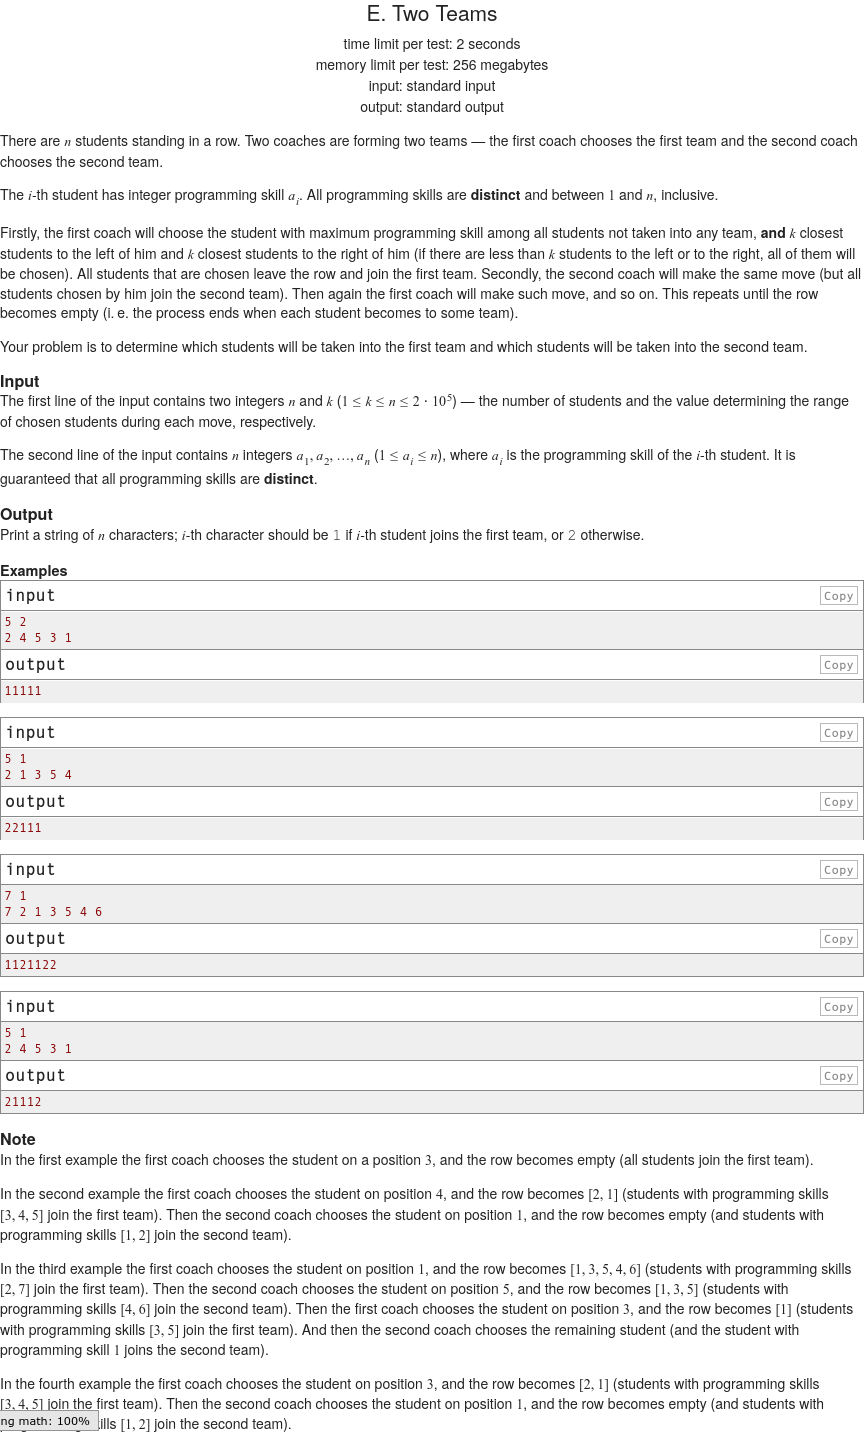 E. Two Teams
time limit per test: 2 seconds
memory limit per test: 256 megabytes
input: standard input
output: standard output
There are n students standing in a row. Two coaches are forming two teams — the first coach chooses the first team and the second coach
chooses the second team.
The i-th student has integer programming skill a_i. All programming skills are distinct and between 1 and n, inclusive.
Firstly, the first coach will choose the student with maximum programming skill among all students not taken into any team, and k closest
students to the left of him and k closest students to the right of him (if there are less than k students to the left or to the right, all of them will
be chosen). All students that are chosen leave the row and join the first team. Secondly, the second coach will make the same move (but all
students chosen by him join the second team). Then again the first coach will make such move, and so on. This repeats until the row
becomes empty (i. e. the process ends when each student becomes to some team).
Your problem is to determine which students will be taken into the first team and which students will be taken into the second team.
Input
The first line of the input contains two integers n and k (1 ≤ k ≤ n ≤ 2 · 10^5) — the number of students and the value determining the range
of chosen students during each move, respectively.
The second line of the input contains n integers a_1, a_2, …, a_n (1 ≤ a_i ≤ n), where a_i is the programming skill of the i-th student. It is
guaranteed that all programming skills are distinct.
Output
Print a string of n characters; i-th character should be 1 if i-th student joins the first team, or 2 otherwise.
Examples
input Copy
5 2
2 4 5 3 1
output Copy
11111
input Copy
5 1
2 1 3 5 4
output Copy
22111
input Copy
7 1
7 2 1 3 5 4 6
output Copy
1121122
input Copy
5 1
2 4 5 3 1
output Copy
21112
Note
In the first example the first coach chooses the student on a position 3, and the row becomes empty (all students join the first team).
In the second example the first coach chooses the student on position 4, and the row becomes [2, 1] (students with programming skills
[3, 4, 5] join the first team). Then the second coach chooses the student on position 1, and the row becomes empty (and students with
programming skills [1, 2] join the second team).
In the third example the first coach chooses the student on position 1, and the row becomes [1, 3, 5, 4, 6] (students with programming skills
[2, 7] join the first team). Then the second coach chooses the student on position 5, and the row becomes [1, 3, 5] (students with
programming skills [4, 6] join the second team). Then the first coach chooses the student on position 3, and the row becomes [1] (students
with programming skills [3, 5] join the first team). And then the second coach chooses the remaining student (and the student with
programming skill 1 joins the second team).
In the fourth example the first coach chooses the student on position 3, and the row becomes [2, 1] (students with programming skills
[3, 4, 5] join the first team). Then the second coach chooses the student on position 1, and the row becomes empty (and students with
ng math: 100% ills [1, 2] join the second team).